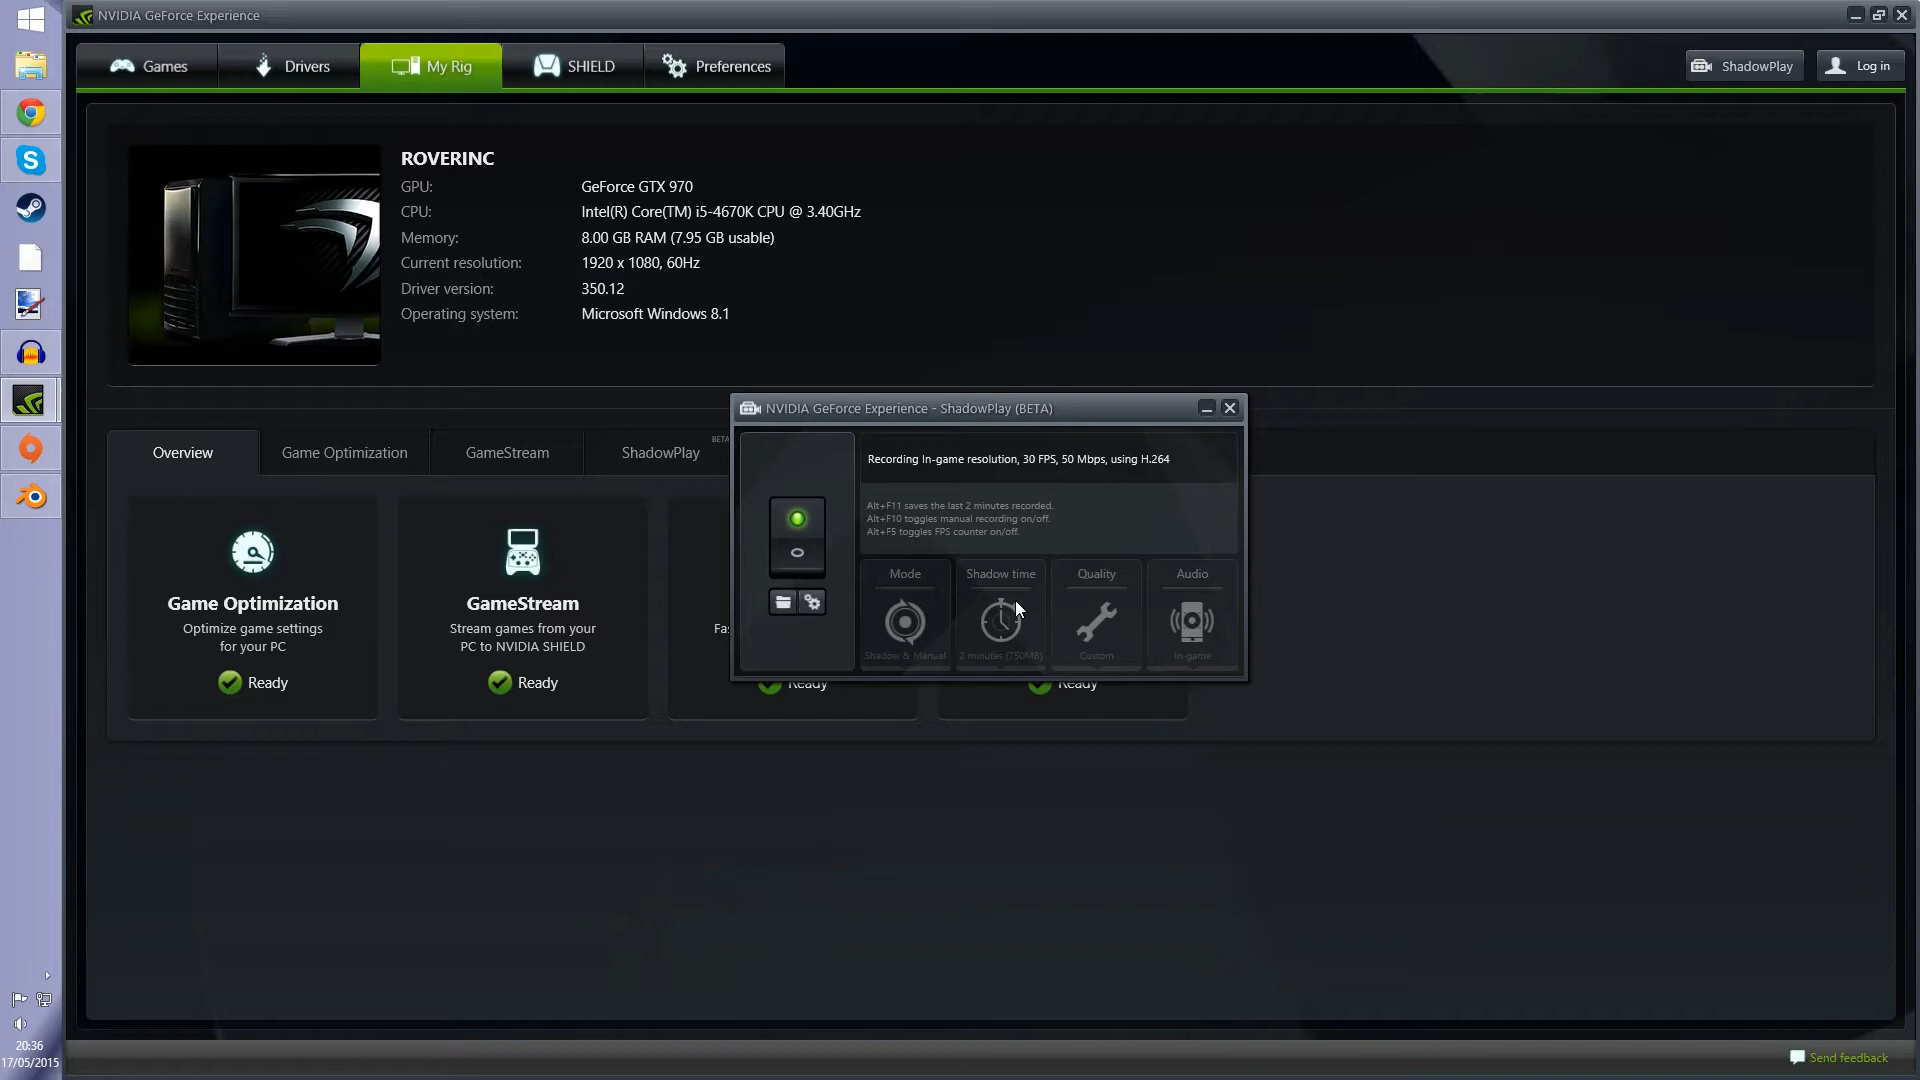 NVIDIA GeForce Experience
Games
Drivers
My Rig
SHIELD
Preferences
ShadowPlay
Log in
ROVERINC
GPU: GeForce GTX 970
CPU: Intel(R) Core(TM) i5-4670K CPU @ 3.40GHz
Memory: 8.00 GB RAM (7.95 GB usable)
Current resolution: 1920 x 1080, 60Hz
Driver version: 350.12
Operating system: Microsoft Windows 8.1
Overview
Game Optimization
GameStream
ShadowPlay
BETA
NVIDIA GeForce Experience - ShadowPlay (BETA)
Recording In-game resolution, 30 FPS, 50 Mbps, using H.264
Alt+F11 saves the last 2 minutes recorded.
Alt+F10 toggles manual recording on/off.
Alt+F5 toggles FPS counter on/off.
Mode
Shadow & Manual
Shadow time
2 minutes (750MB)
Quality
Custom
Audio
In-game
Game Optimization
Optimize game settings
for your PC
Ready
GameStream
Stream games from your
PC to NVIDIA SHIELD
Ready
Fas
Ready
Ready
20:36
17/05/2015
Send feedback